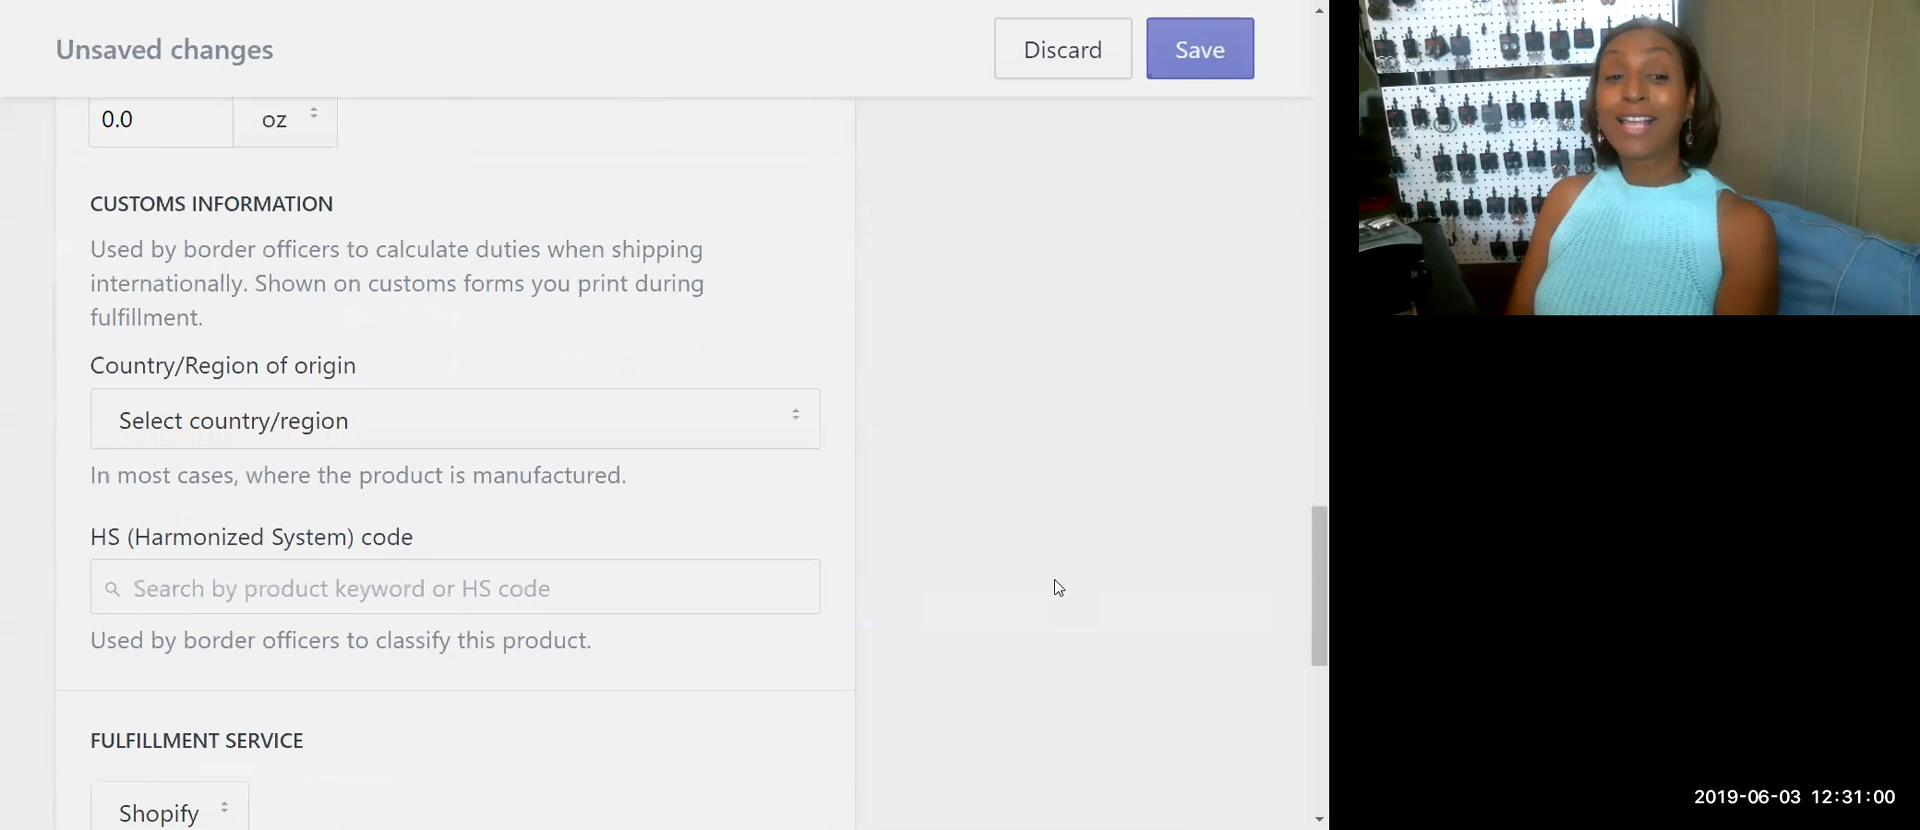 Unsaved changes
Discard
Save
0.0
oz
CUSTOMS INFORMATION
Used by border officers to calculate duties when shipping
internationally. Shown on customs forms you print during
fulfillment.
Country/Region of origin
Select country/region
In most cases, where the product is manufactured.
HS (Harmonized System) code
Search by product keyword or HS code
Used by border officers to classify this product.
FULFILLMENT SERVICE
Shopify
2019-06-03 12:31:00